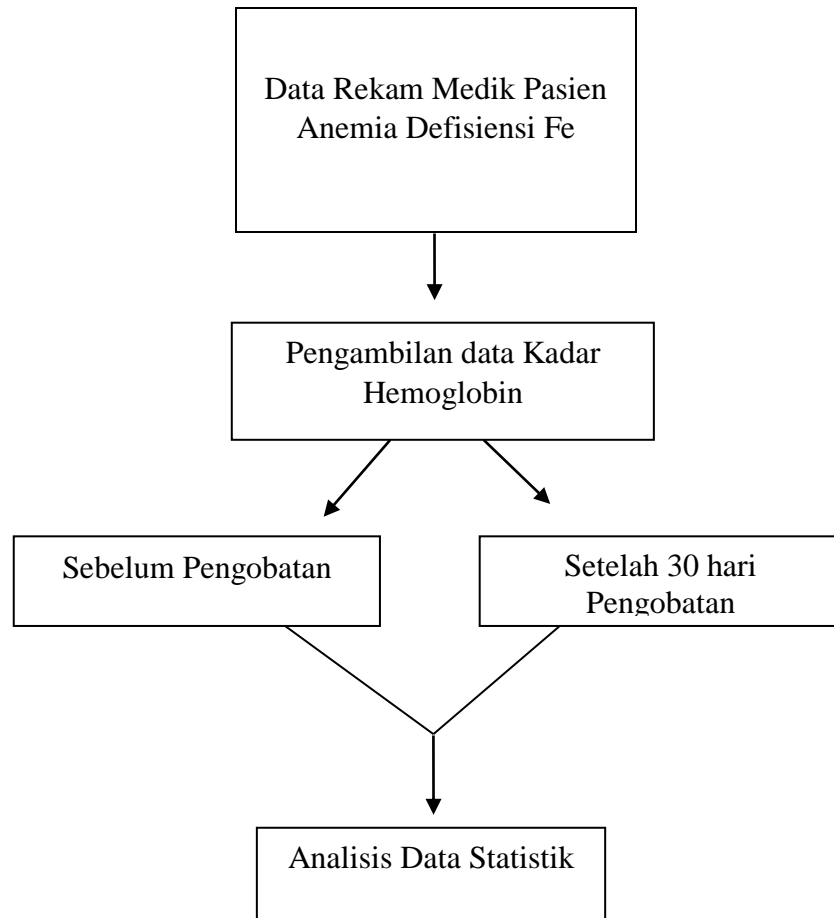 Data Rekam Medik Pasien
Anemia Defisiensi Fe
Pengambilan data Kadar
Hemoglobin
Sebelum Pengobatan
Setelah 30 hari
Pengobatan
Analisis Data Statistik